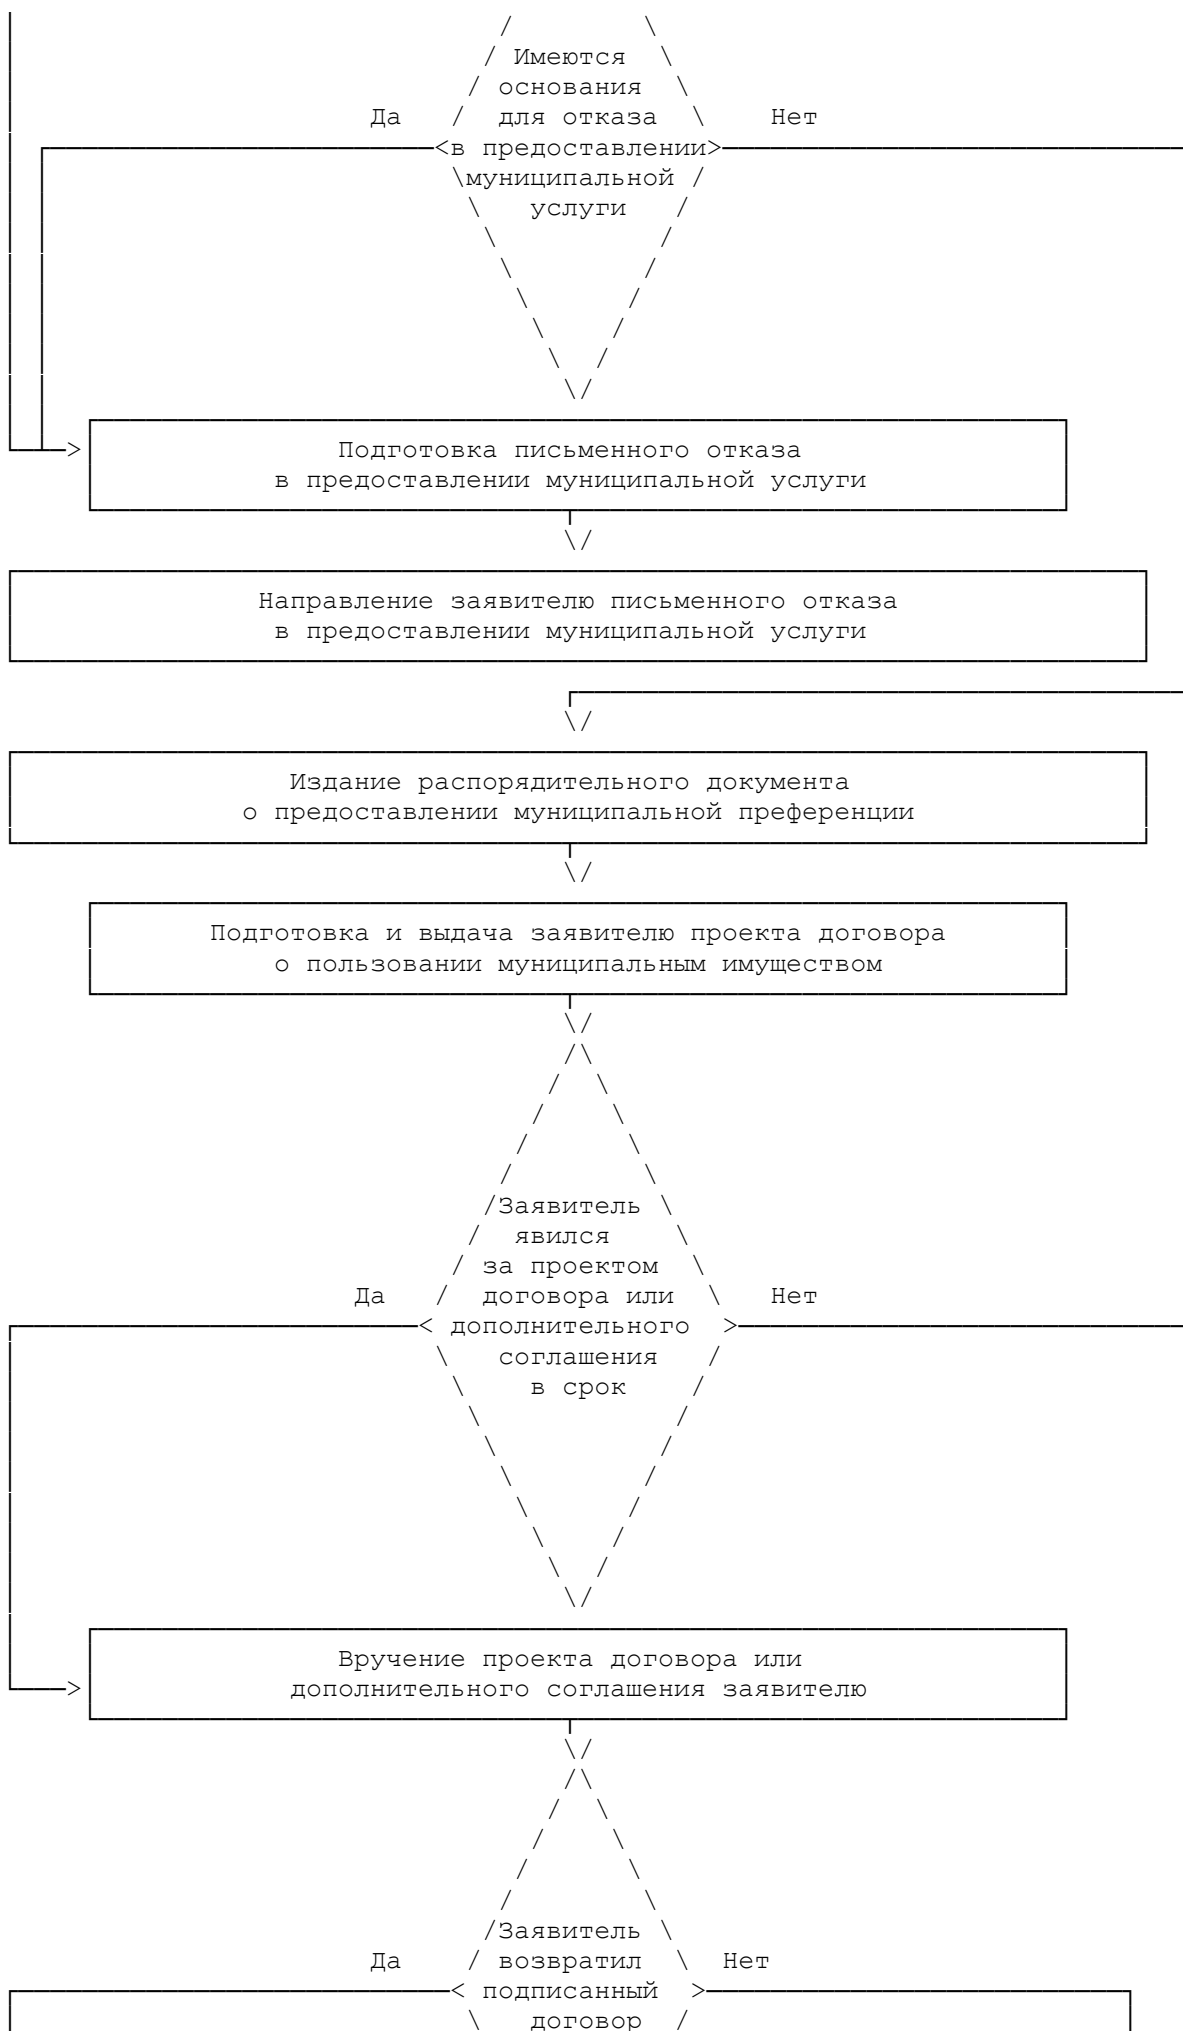 Имеются
основания
Да для отказа Нет
в предоставлении
муниципальной
услуги
Подготовка письменного отказа
в предоставлении муниципальной услуги
Направление заявителю письменного отказа
в предоставлении муниципальной услуги
Издание распорядительного документа
о предоставлении муниципальной преференции
Подготовка и выдача заявителю проекта договора
о пользовании муниципальным имуществом
Заявитель
явился
за проектом
Да договора или Нет
дополнительного
соглашения
в срок
Вручение проекта договора или
дополнительного соглашения заявителю
Заявитель
Да возвратил Нет
подписанный
договор